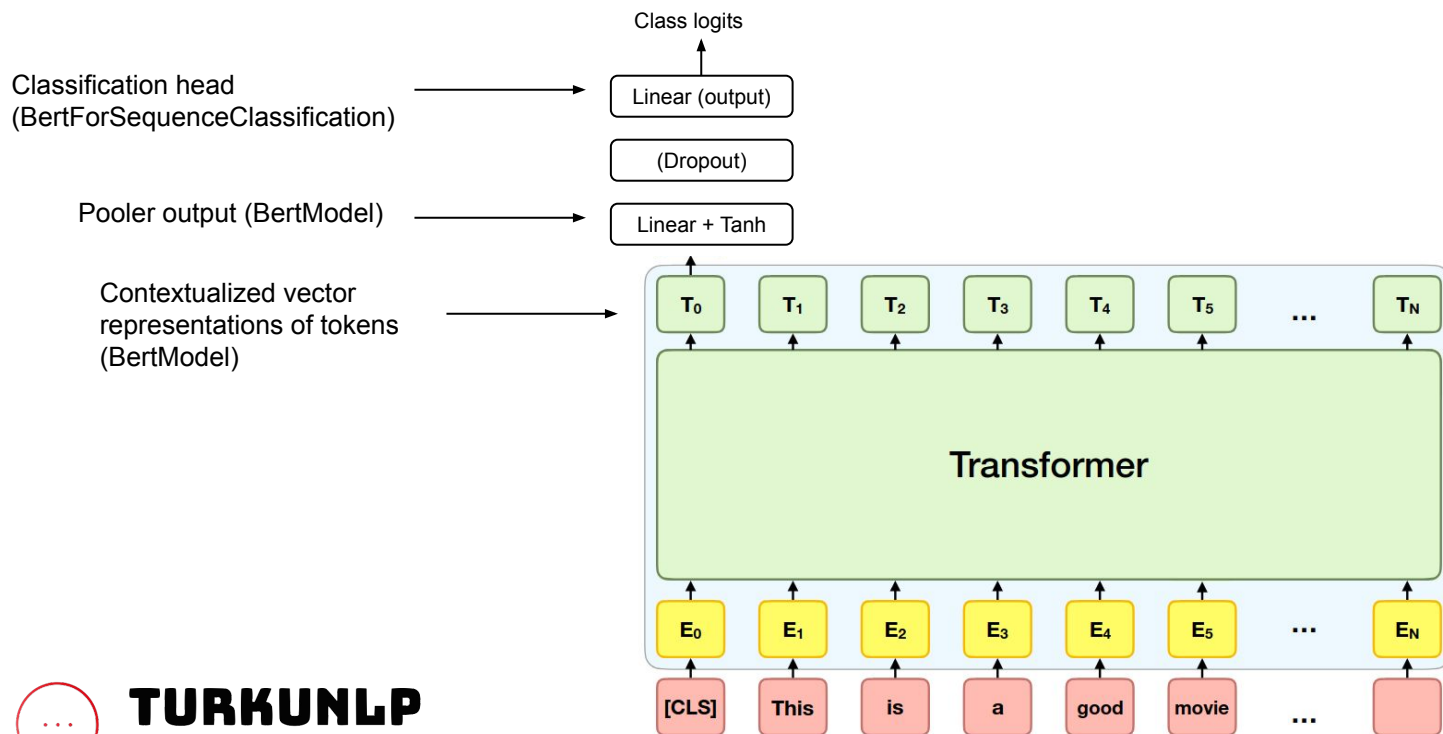 Class logits
Classification head
(BertForSequenceClassification)
Linear (output)
(Dropout)
Pooler output (BertModel)
Linear + Tanh
Contextualized vector
representations of tokens
(BertModel)
T₀ T₁ T₂ T₃ T₄ T₅ ... T_N
Transformer
E₀ E₁ E₂ E₃ E₄ E₅ ... E_N
[CLS] This is a good movie ...
TURKUNLP